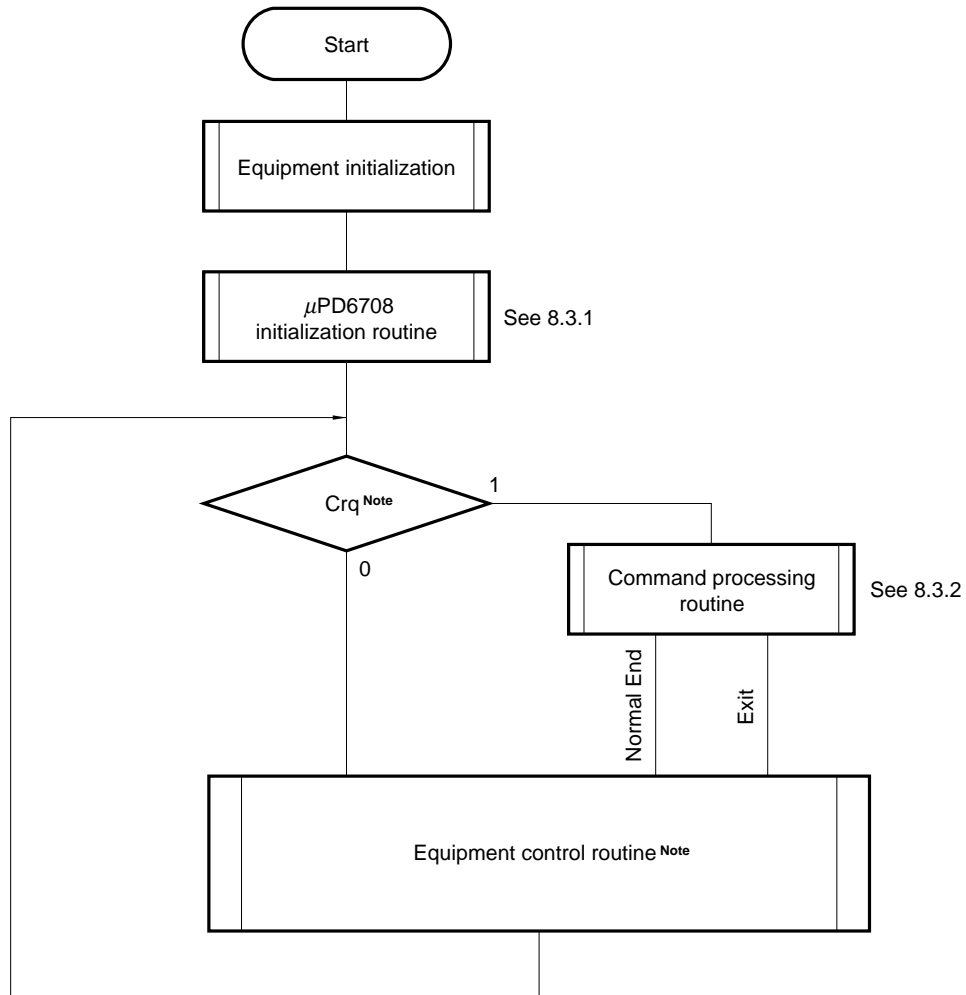 Start
Equipment initialization
μPD6708
initialization routine
See 8.3.1
Crq Note
1
0
Command processing
routine
See 8.3.2
Normal End
Exit
Equipment control routine Note